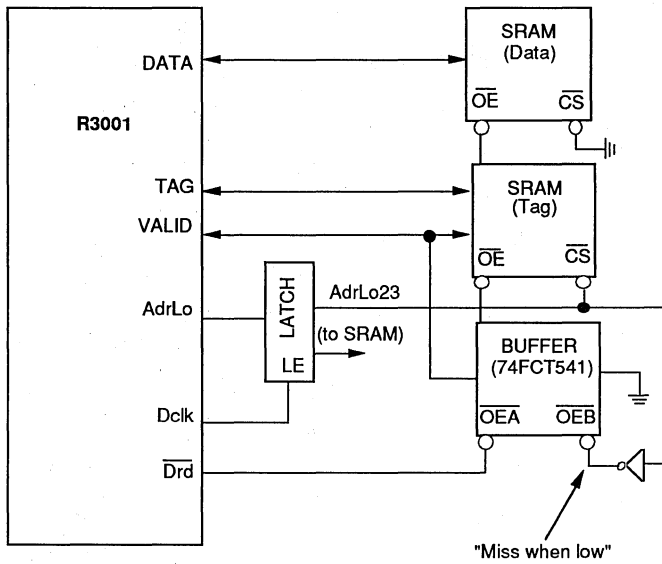 SRAM
(Data)
DATA
OE
CS
R3001
TAG
SRAM
(Tag)
VALID
OE
CS
AdrLo
LATCH
AdrLo23
(to SRAM)
LE
BUFFER
(74FCT541)
Dclk
OEA
OEB
Drd
"Miss when low"